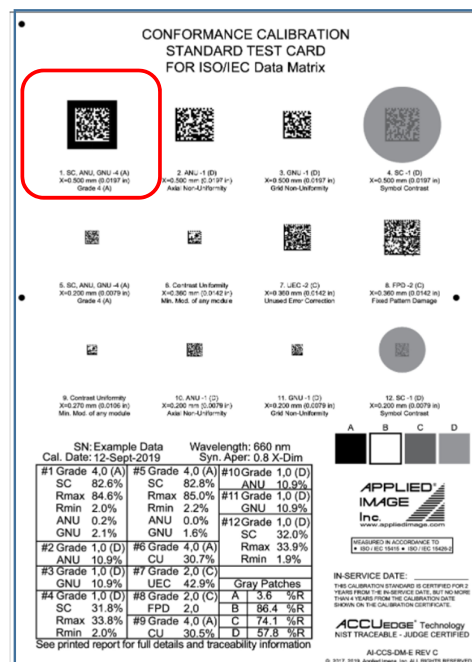 CONFORMANCE CALIBRATION
STANDARD TEST CARD
FOR ISO/IEC Data Matrix
1. SC, ANU, GNU -4 (A)
X=0.500 mm (0.0197 in)
Grade 4 (A)
2. ANU -1 (D)
X=0.500 mm (0.0197 in)
Axial Non-Uniformity
3. GNU -1 (D)
X=0.500 mm (0.0197 in)
Grid Non-Uniformity
4. SC -1 (D)
X=0.500 mm (0.0197 in)
Symbol Contrast
5. SC, ANU, GNU -4 (A)
X=0.200 mm (0.0079 in)
Grade 4 (A)
6. Contrast Uniformity
X=0.360 mm (0.0142 in)
Min. Mod. of any module
7. UEC -2 (C)
X=0.360 mm (0.0142 in)
Unused Error Correction
8. FPD -2 (C)
X=0.360 mm (0.0142 in)
Fixed Pattern Damage
9. Contrast Uniformity
X=0.270 mm (0.0106 in)
Min. Mod. of any module
10. ANU -1 (D)
X=0.200 mm (0.0079 in)
Axial Non-Uniformity
11. GNU -1 (D)
X=0.200 mm (0.0079 in)
Grid Non-Uniformity
12. SC -1 (D)
X=0.200 mm (0.0079 in)
Symbol Contrast
A B C D
SN: Example Data Wavelength: 660 nm
Cal. Date: 12-Sept-2019 Syn. Aper: 0.8 X-Dim
#1 Grade 4,0 (A)
SC 82.6%
Rmax 84.6%
Rmin 2.0%
ANU 0.2%
GNU 2.1%
#2 Grade 1,0 (D)
ANU 10.9%
#3 Grade 1,0 (D)
GNU 10.9%
#4 Grade 1,0 (D)
SC 31.8%
Rmax 33.8%
Rmin 2.0%
#5 Grade 4,0 (A)
SC 82.8%
Rmax 85.0%
Rmin 2.2%
ANU 0.0%
GNU 1.6%
#6 Grade 4,0 (A)
CU 30.7%
#7 Grade 2,0 (C)
UEC 42.9%
#8 Grade 2,0 (C)
FPD 2,0
#9 Grade 4,0 (A)
CU 30.5%
#10 Grade 1,0 (D)
ANU 10.9%
#11 Grade 1,0 (D)
GNU 10.9%
#12 Grade 1,0 (D)
SC 32.0%
Rmax 33.9%
Rmin 1.9%
Gray Patches
A 3.6 %R
B 86.4 %R
C 74.1 %R
D 57.8 %R
See printed report for full details and traceability information
APPLIED
IMAGE
Inc.
www.appliedimage.com
MEASURED IN ACCORDANCE TO
• ISO / IEC 15415 • ISO / IEC 15426-2
IN-SERVICE DATE:
THIS CALIBRATION STANDARD IS CERTIFIED FOR 2
YEARS FROM THE IN-SERVICE DATE, BUT NO MORE
THAN 4 YEARS FROM THE CALIBRATION DATE
SHOWN ON THE CALIBRATION CERTIFICATE.
ACCUEDGE® Technology
NIST TRACEABLE - JUDGE CERTIFIED
AI-CCS-DM-E REV C
© 2017, 2019, Applied Image, Inc. ALL RIGHTS RESERVED